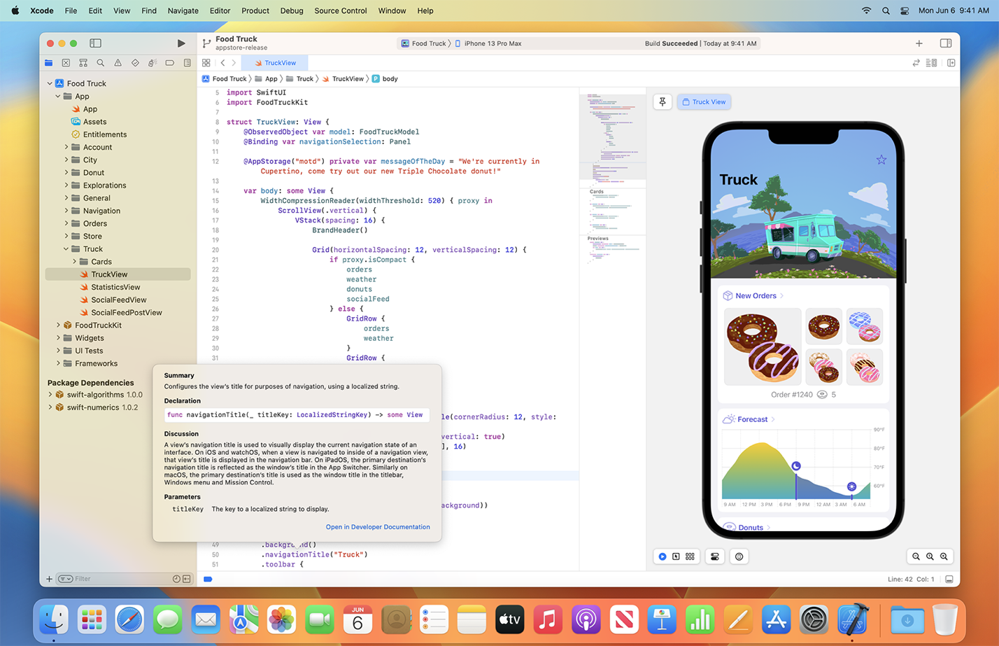 Xcode File Edit View Find Navigate Editor Product Debug Source Control Window Help Mon Jun 6 9:41 AM
Food Truck
appstore-release
Food Truck iPhone 13 Pro Max
Build Succeeded | Today at 9:41 AM
TruckView
Food Truck App Truck TruckView P body
Food Truck
App
App
Assets
Entitlements
Account
City
Donut
Explorations
General
Navigation
Orders
Store
Truck
Cards
TruckView
StatisticsView
SocialFeedView
SocialFeedPostView
FoodTruckKit
Widgets
UI Tests
Frameworks
Package Dependencies
swift-algorithms 1.0.0
swift-numerics 1.0.2
Filter
5 import SwiftUI
6 import FoodTruckKit
7
8 struct TruckView: View {
9 @ObservedObject var model: FoodTruckModel
10 @Binding var navigationSelection: Panel
11
12 @AppStorage("motd") private var messageOfTheDay = "We're currently in
Cupertino, come try out our new Triple Chocolate donut!"
13
14 var body: some View {
15 WidthCompressionReader(widthThreshold: 520) { proxy in
16 ScrollView(.vertical) {
17 VStack(spacing: 16) {
18 BrandHeader()
19
20 Grid(horizontalSpacing: 12, verticalSpacing: 12) {
21 if proxy.isCompact {
22 orders
23 weather
24 donuts
25 socialFeed
26 } else {
27 GridRow {
28 orders
29 weather
30 }
31 GridRow {
le(cornerRadius: 12, style:
vertical: true)
], 16)
ackground))
49 .background()
50 .navigationTitle("Truck")
51 .toolbar {
Summary
Configures the view's title for purposes of navigation, using a localized string.
Declaration
func navigationTitle(_ titleKey: LocalizedStringKey) -> some View
Discussion
A view's navigation title is used to visually display the current navigation state of an
interface. On iOS and watchOS, when a view is navigated to inside of a navigation view,
that view's title is displayed in the navigation bar. On iPadOS, the primary destination's
navigation title is reflected as the window's title in the App Switcher. Similarly on
macOS, the primary destination's title is used as the window title in the titlebar,
Windows menu and Mission Control.
Parameters
titleKey The key to a localized string to display.
Open in Developer Documentation
Cards
Previews
Truck View
Truck
New Orders
Order #1240 5
Forecast
90°F
80°F
70°F
60°F
9 AM 12 PM 3 PM 6 PM 9 PM 12 AM 3 AM 6 AM
Donuts
Line: 42 Col: 1
JUN
6
tv